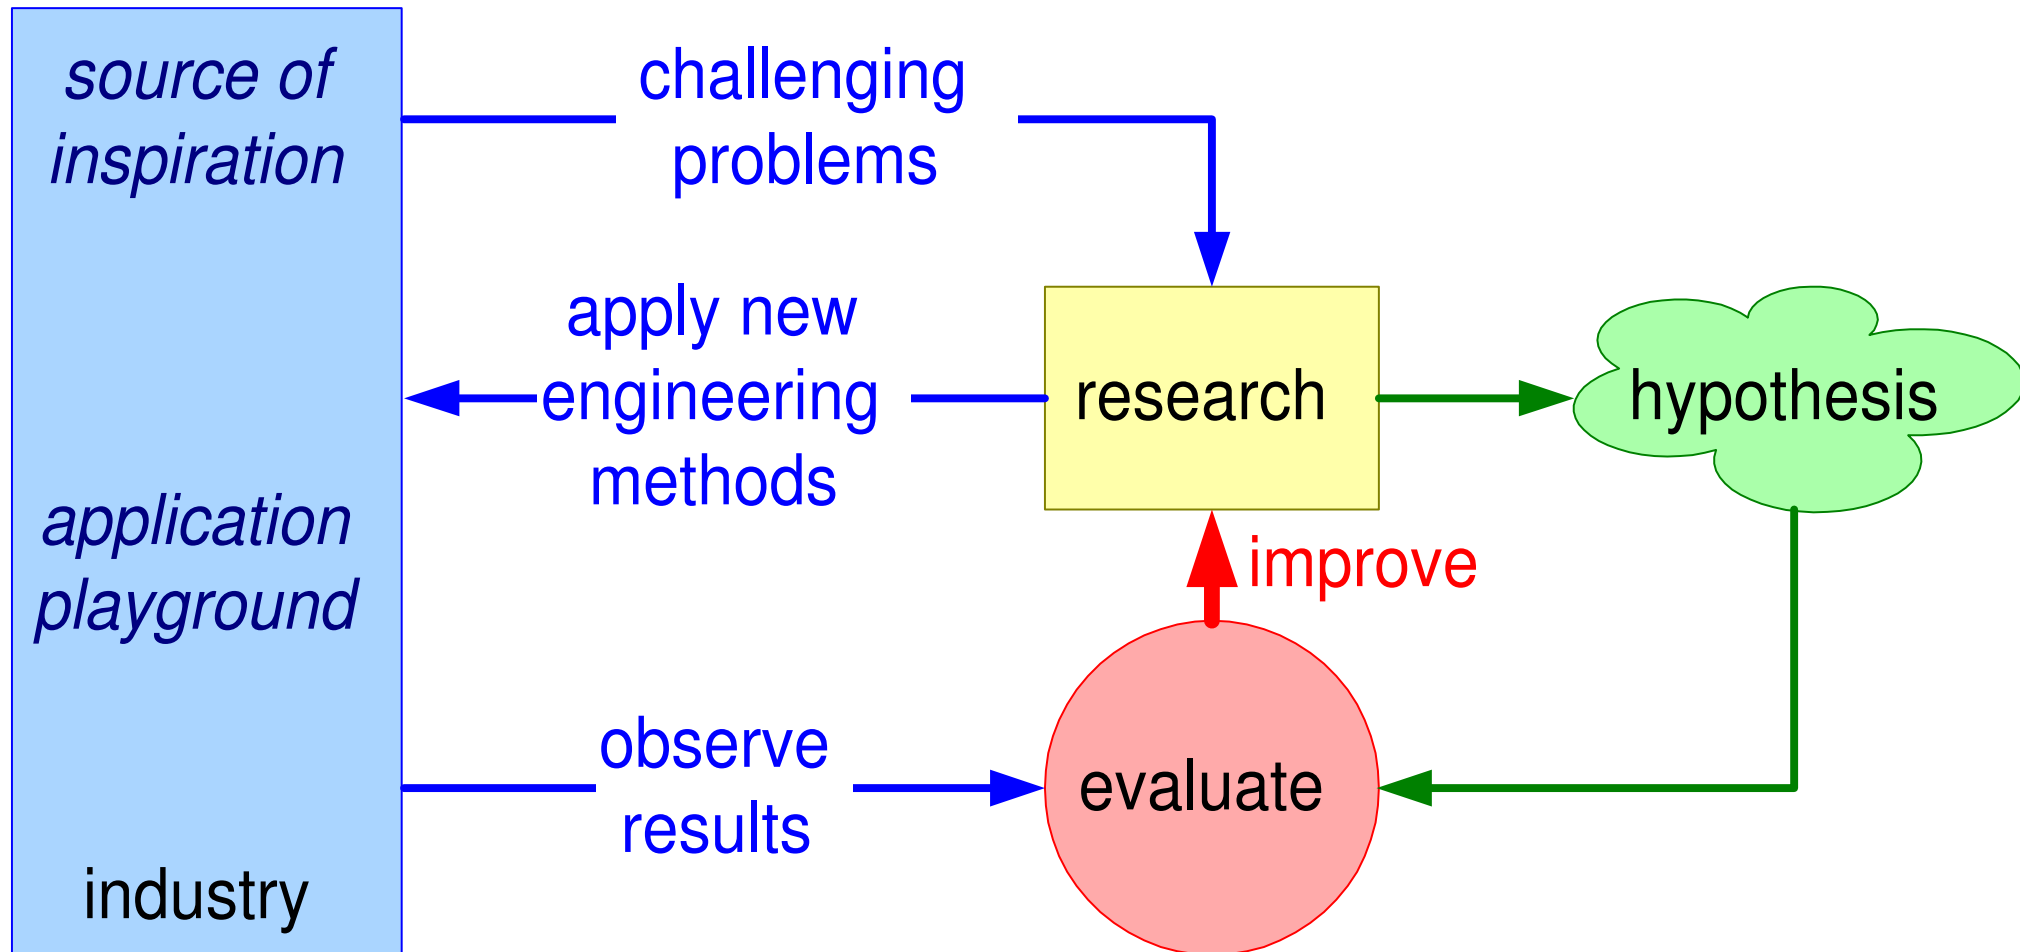 source of
inspiration
application
playground
industry
challenging
problems
apply new
engineering
methods
observe
results
research
improve
evaluate
hypothesis